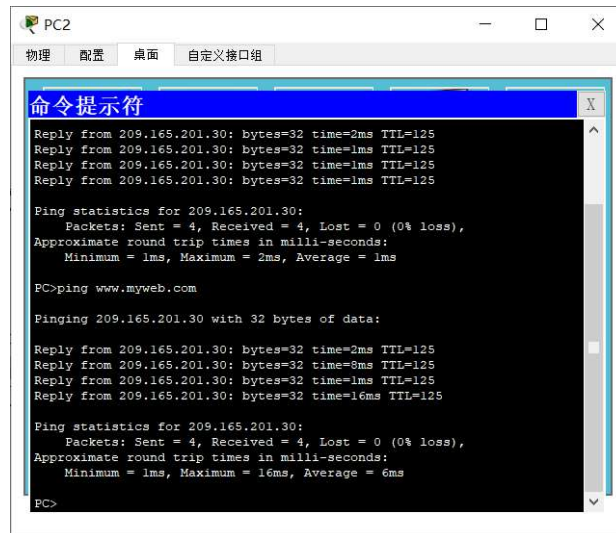 PC2
物理 配置 桌面 自定义接口组
命令提示符
X
Reply from 209.165.201.30: bytes=32 time=2ms TTL=125
Reply from 209.165.201.30: bytes=32 time=1ms TTL=125
Reply from 209.165.201.30: bytes=32 time=1ms TTL=125
Reply from 209.165.201.30: bytes=32 time=1ms TTL=125
Ping statistics for 209.165.201.30:
Packets: Sent = 4, Received = 4, Lost = 0 (0% loss),
Approximate round trip times in milli-seconds:
Minimum = 1ms, Maximum = 2ms, Average = 1ms
PC>ping www.myweb.com
Pinging 209.165.201.30 with 32 bytes of data:
Reply from 209.165.201.30: bytes=32 time=2ms TTL=125
Reply from 209.165.201.30: bytes=32 time=8ms TTL=125
Reply from 209.165.201.30: bytes=32 time=1ms TTL=125
Reply from 209.165.201.30: bytes=32 time=16ms TTL=125
Ping statistics for 209.165.201.30:
Packets: Sent = 4, Received = 4, Lost = 0 (0% loss),
Approximate round trip times in milli-seconds:
Minimum = 1ms, Maximum = 16ms, Average = 6ms
PC>